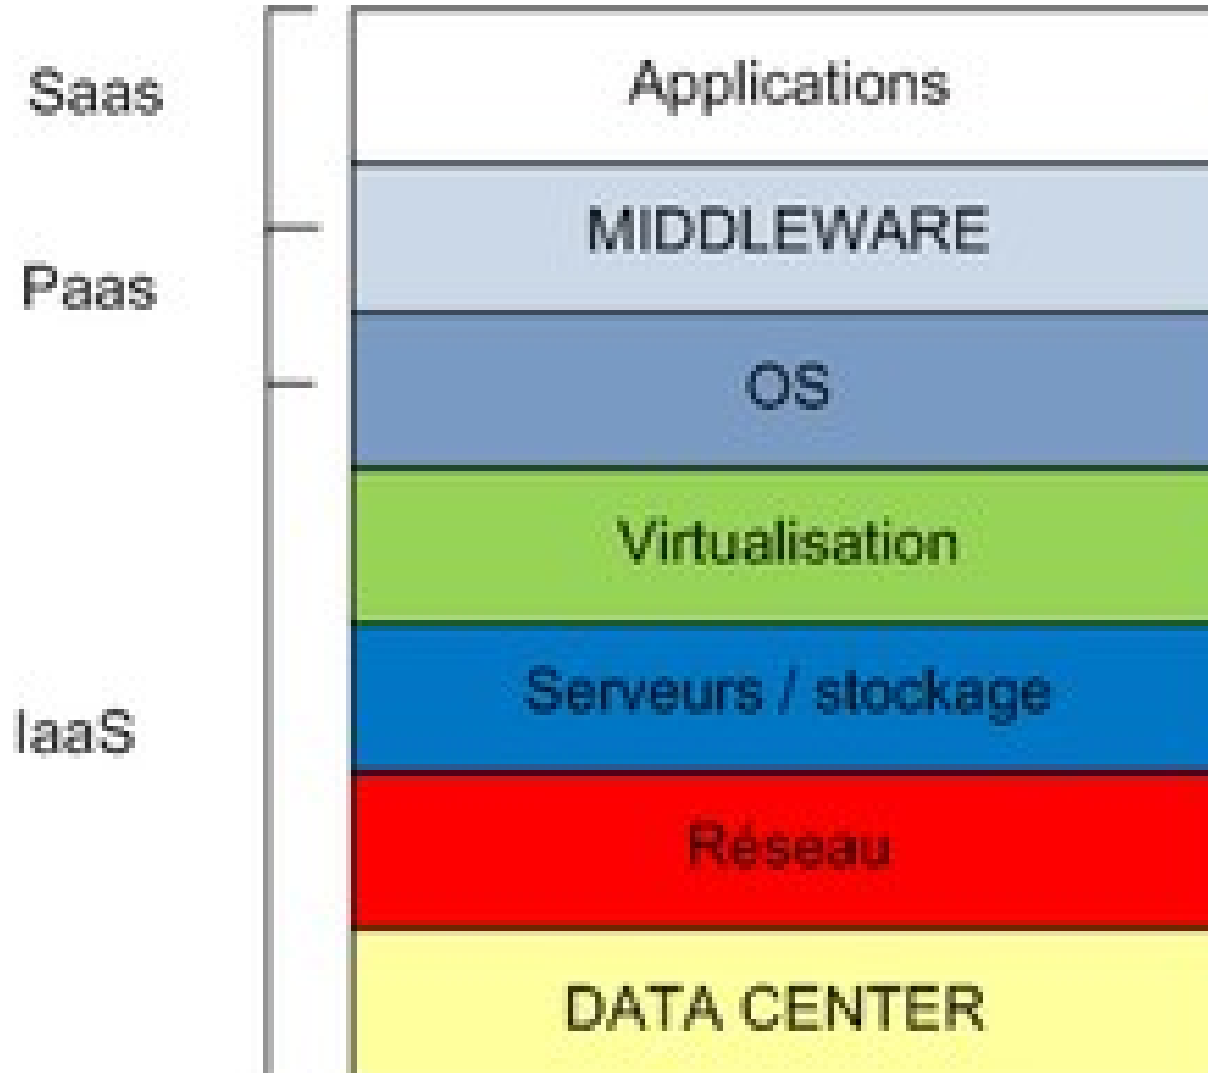 Saas
Applications
MIDDLEWARE
Paas
OS
Virtualisation
Serveurs / stockage
IaaS
Réseau
DATA CENTER